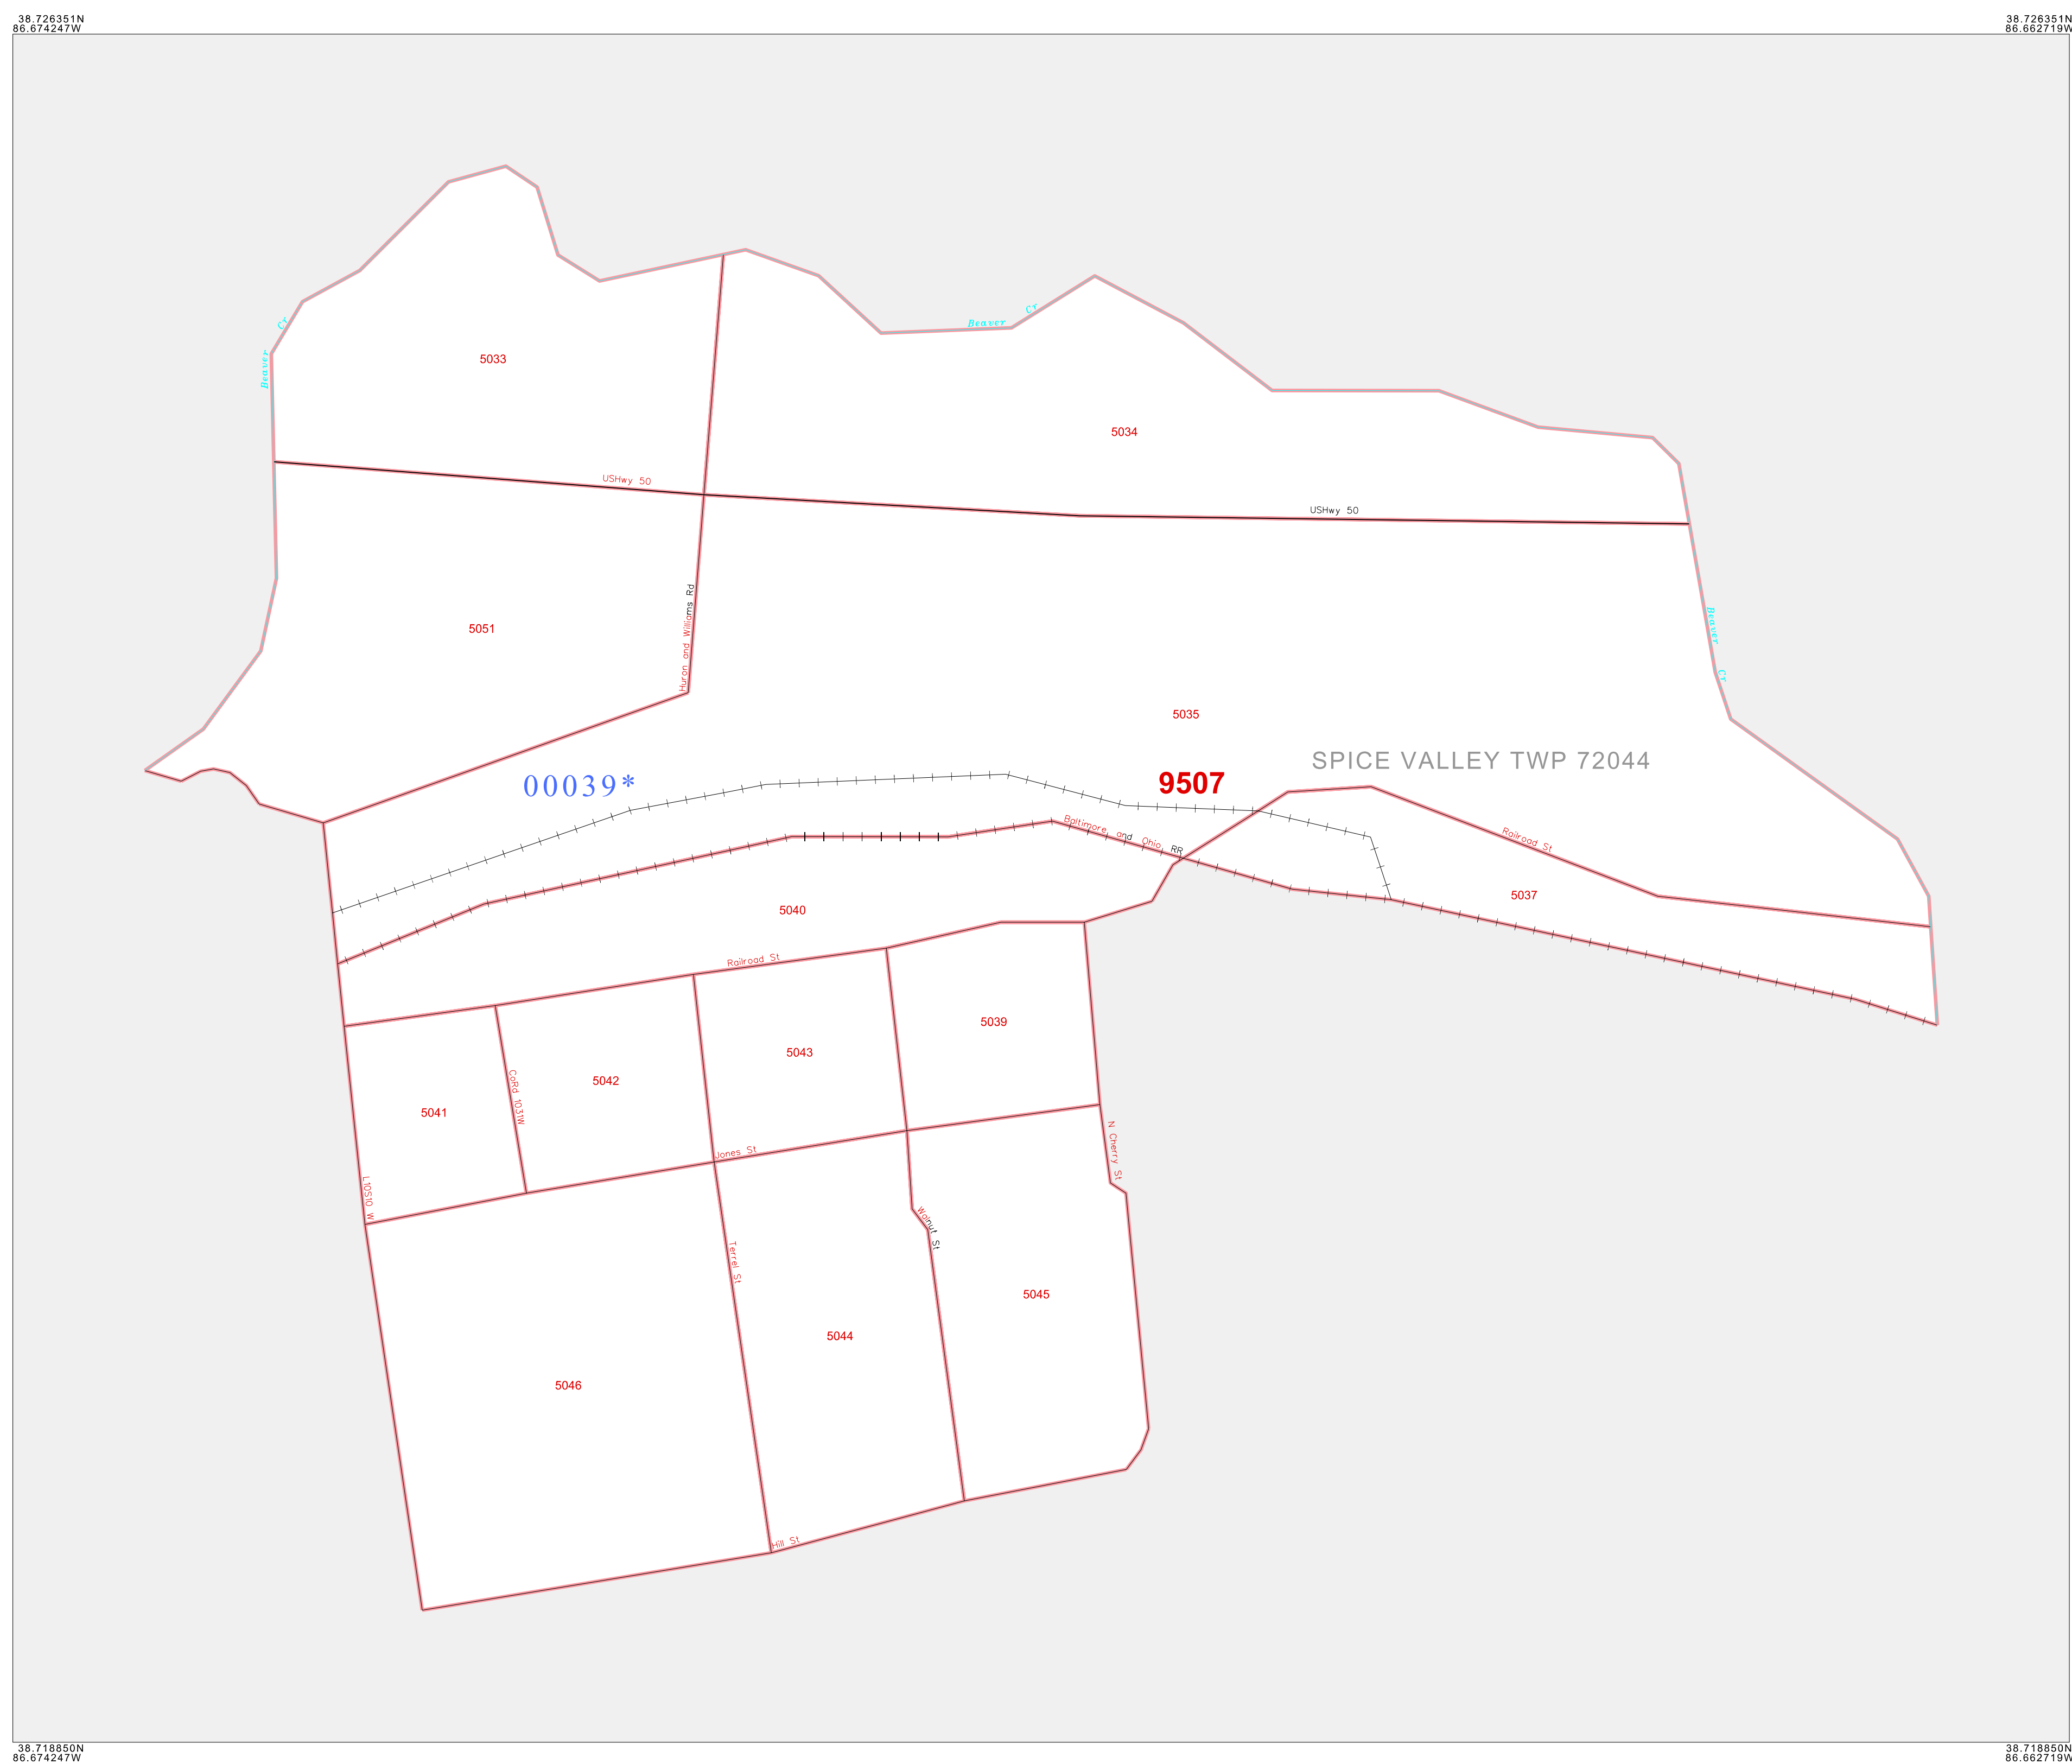 38.726351N
86.674247W
38.726351N
86.662719W
Beaver Cr
Beaver Cr
5033
5034
USHwy 50
USHwy 50
Huron and Williams Rd
Beaver Cr
5051
5035
SPICE VALLEY TWP 72044
00039*
9507
Baltimore and Ohio RR
Railroad St
5037
5040
Railroad St
5039
5043
5042
5041
CoRd 1031W
N Cherry St
Jones St
L10S10 W
Walnut St
Terrel St
5045
5044
5046
Hill St
38.718850N
86.674247W
38.718850N
86.662719W